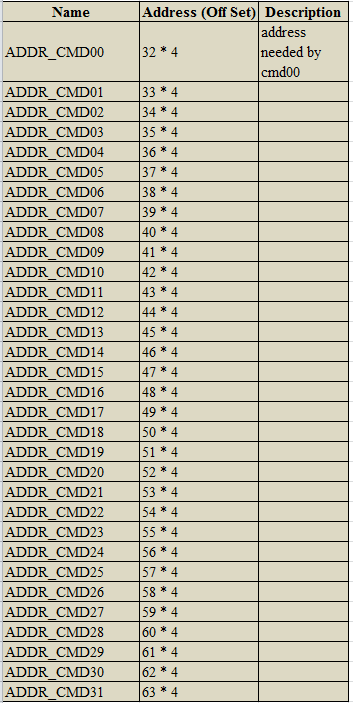 Name Address (Off Set) Description
ADDR_CMD00 32 * 4 address
needed by
cmd00
ADDR_CMD01 33 * 4
ADDR_CMD02 34 * 4
ADDR_CMD03 35 * 4
ADDR_CMD04 36 * 4
ADDR_CMD05 37 * 4
ADDR_CMD06 38 * 4
ADDR_CMD07 39 * 4
ADDR_CMD08 40 * 4
ADDR_CMD09 41 * 4
ADDR_CMD10 42 * 4
ADDR_CMD11 43 * 4
ADDR_CMD12 44 * 4
ADDR_CMD13 45 * 4
ADDR_CMD14 46 * 4
ADDR_CMD15 47 * 4
ADDR_CMD16 48 * 4
ADDR_CMD17 49 * 4
ADDR_CMD18 50 * 4
ADDR_CMD19 51 * 4
ADDR_CMD20 52 * 4
ADDR_CMD21 53 * 4
ADDR_CMD22 54 * 4
ADDR_CMD23 55 * 4
ADDR_CMD24 56 * 4
ADDR_CMD25 57 * 4
ADDR_CMD26 58 * 4
ADDR_CMD27 59 * 4
ADDR_CMD28 60 * 4
ADDR_CMD29 61 * 4
ADDR_CMD30 62 * 4
ADDR_CMD31 63 * 4